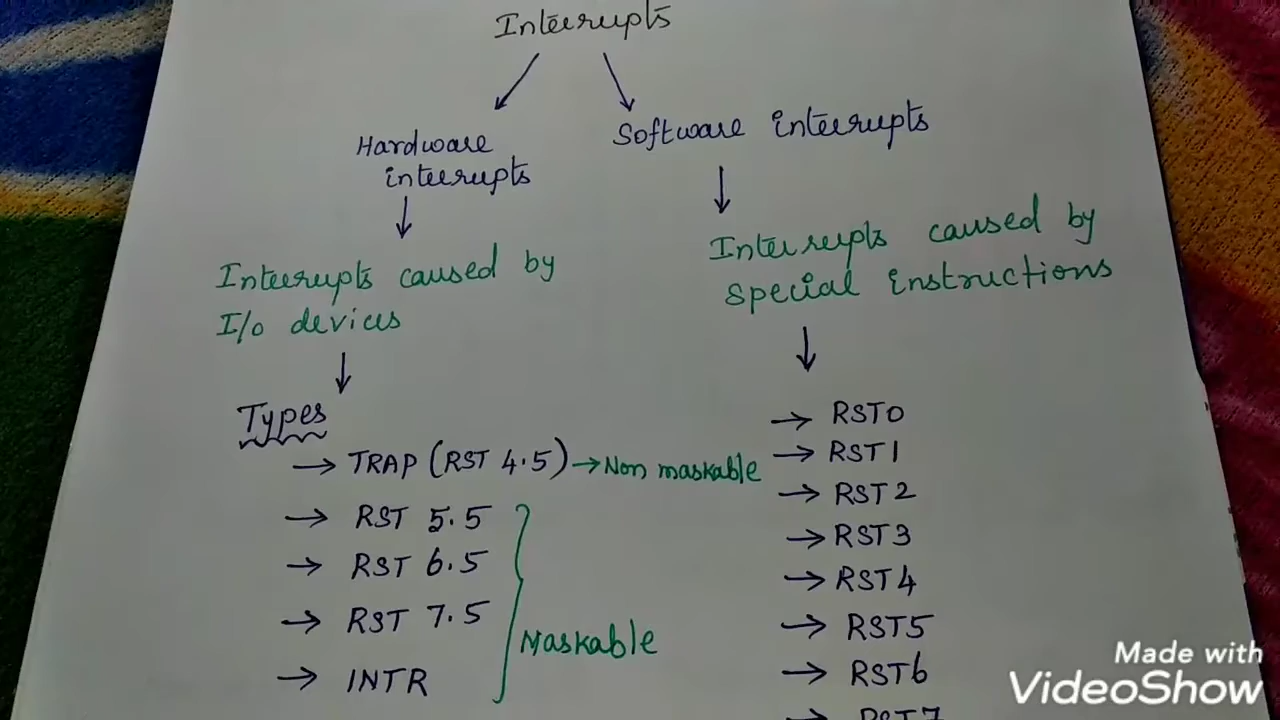 Interrupts
Hardware
interrupts
Software interrupts
Interrupts caused by
I/o devices
Interrupts caused by
special instructions
Types
→ TRAP (RST 4.5) → Non maskable
→ RST 5.5
→ RST 6.5
→ RST 7.5
→ INTR
Maskable
→ RST0
→ RST1
→ RST2
→ RST3
→ RST4
→ RST5
→ RST6
→ RST7
Made with
VideoShow